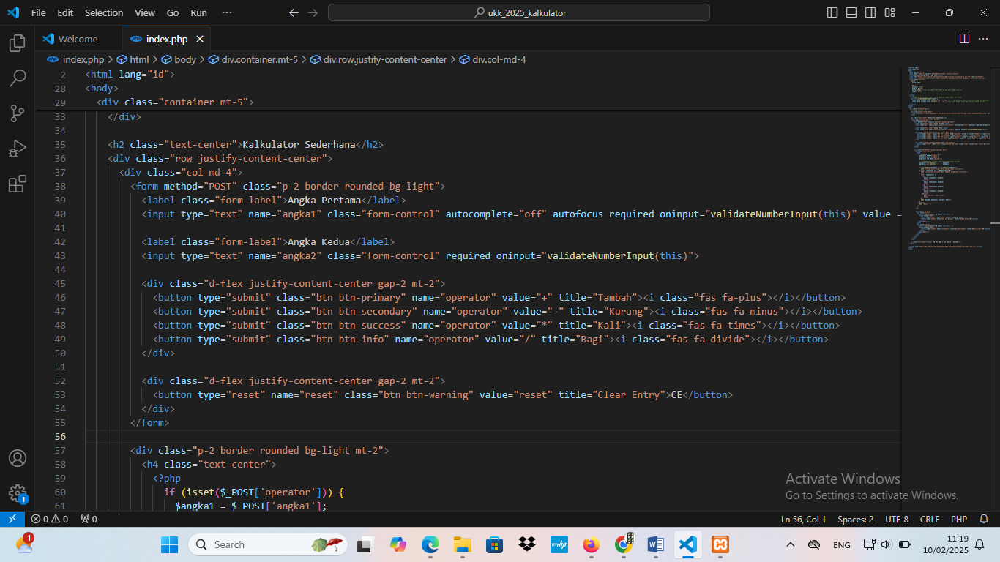 File Edit Selection View Go Run ···
ukk_2025_kalkulator
Welcome
index.php
index.php > html > body > div.container.mt-5 > div.row.justify-content-center > div.col-md-4
2 <html lang="id">
28 <body>
29 <div class="container mt-5">
33 </div>
34
35 <h2 class="text-center">Kalkulator Sederhana</h2>
36 <div class="row justify-content-center">
37 <div class="col-md-4">
38 <form method="POST" class="p-2 border rounded bg-light">
39 <label class="form-label">Angka Pertama</label>
40 <input type="text" name="angka1" class="form-control" autocomplete="off" autofocus required oninput="validateNumberInput(this)" value =
41
42 <label class="form-label">Angka Kedua</label>
43 <input type="text" name="angka2" class="form-control" required oninput="validateNumberInput(this)">
44
45 <div class="d-flex justify-content-center gap-2 mt-2">
46 <button type="submit" class="btn btn-primary" name="operator" value="+" title="Tambah"><i class="fas fa-plus"></i></button>
47 <button type="submit" class="btn btn-secondary" name="operator" value="-" title="Kurang"><i class="fas fa-minus"></i></button>
48 <button type="submit" class="btn btn-success" name="operator" value="*" title="Kali"><i class="fas fa-times"></i></button>
49 <button type="submit" class="btn btn-info" name="operator" value="/" title="Bagi"><i class="fas fa-divide"></i></button>
50 </div>
51
52 <div class="d-flex justify-content-center gap-2 mt-2">
53 <button type="reset" name="reset" class="btn btn-warning" value="reset" title="Clear Entry">CE</button>
54 </div>
55 </form>
56
57 <div class="p-2 border rounded bg-light mt-2">
58 <h4 class="text-center">
59 <?php
60 if (isset($_POST['operator'])) {
61 $angka1 = $_POST['angka1'];
Activate Windows
Go to Settings to activate Windows.
1
0 0 0
Ln 56, Col 1 Spaces: 2 UTF-8 CRLF PHP
1
Search
myhp
ENG
11:19
10/02/2025